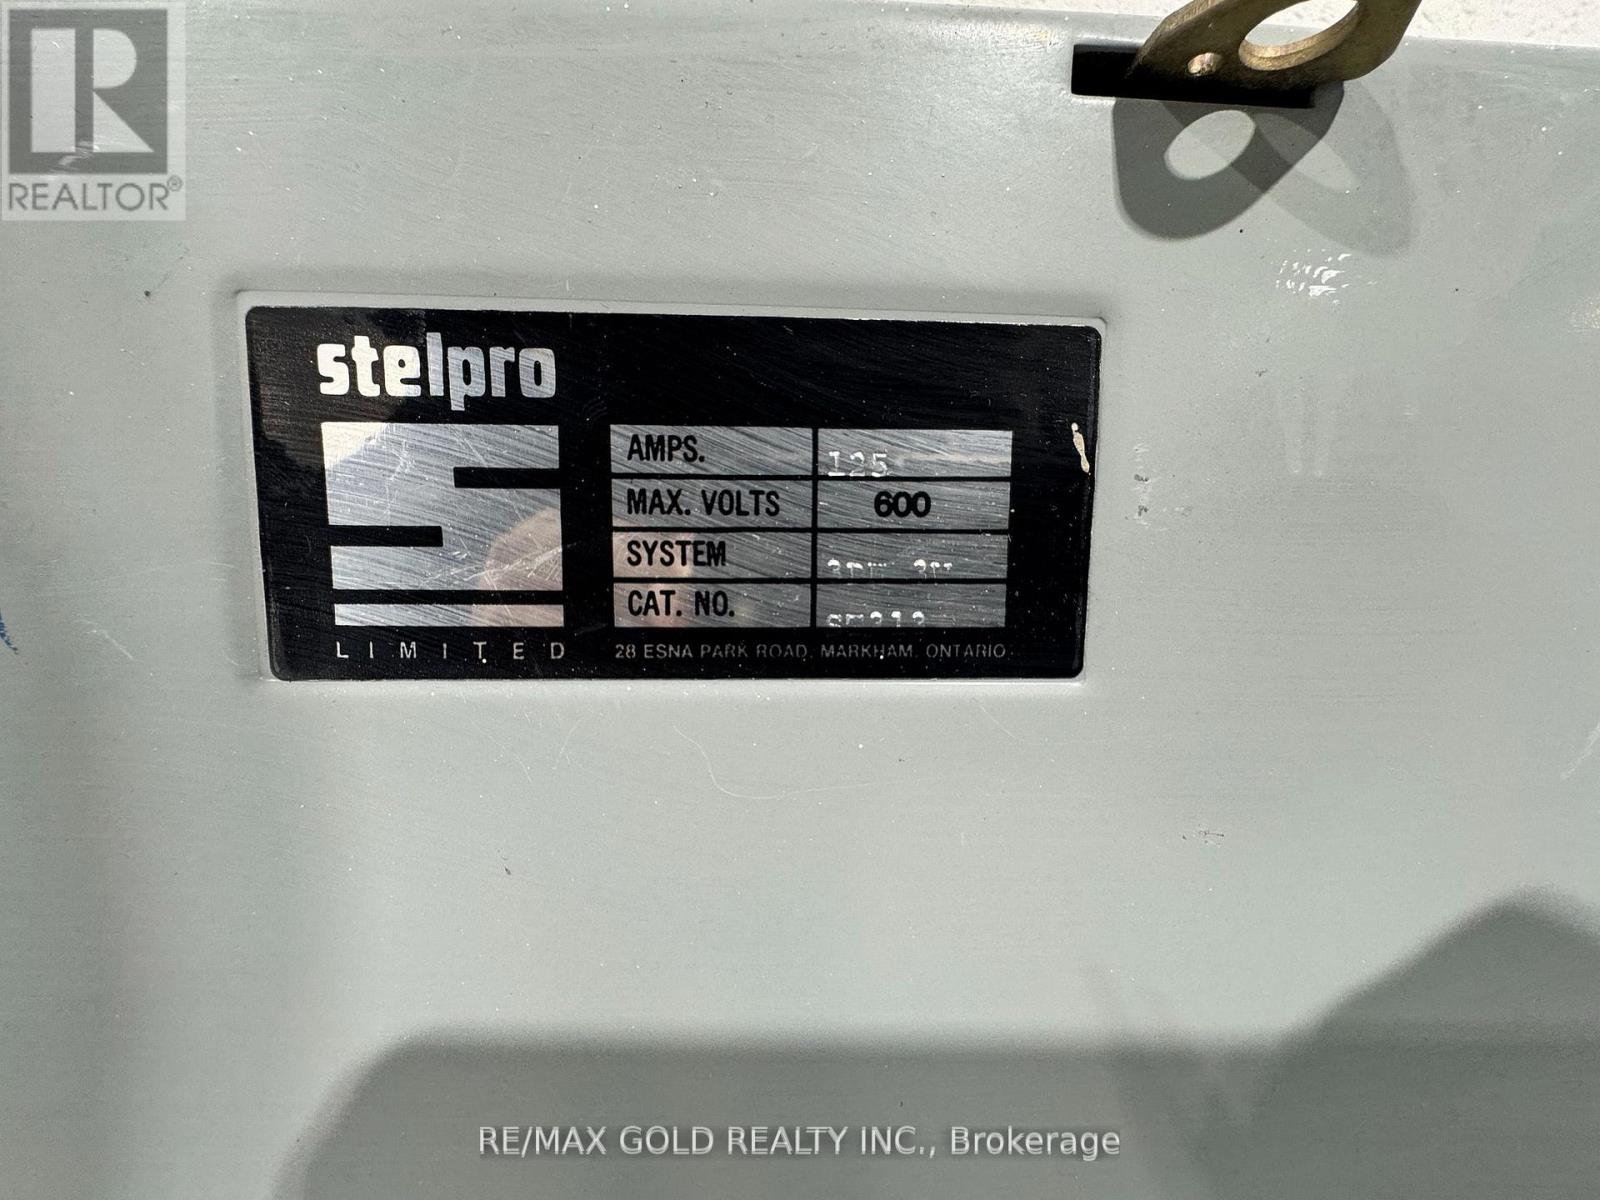 REALTOR®
stelpro
AMPS. 125
MAX. VOLTS 600
SYSTEM
CAT. NO.
LIMITED
28 ESNA PARK ROAD, MARKHAM, ONTARIO
RE/MAX GOLD REALTY INC., Brokerage